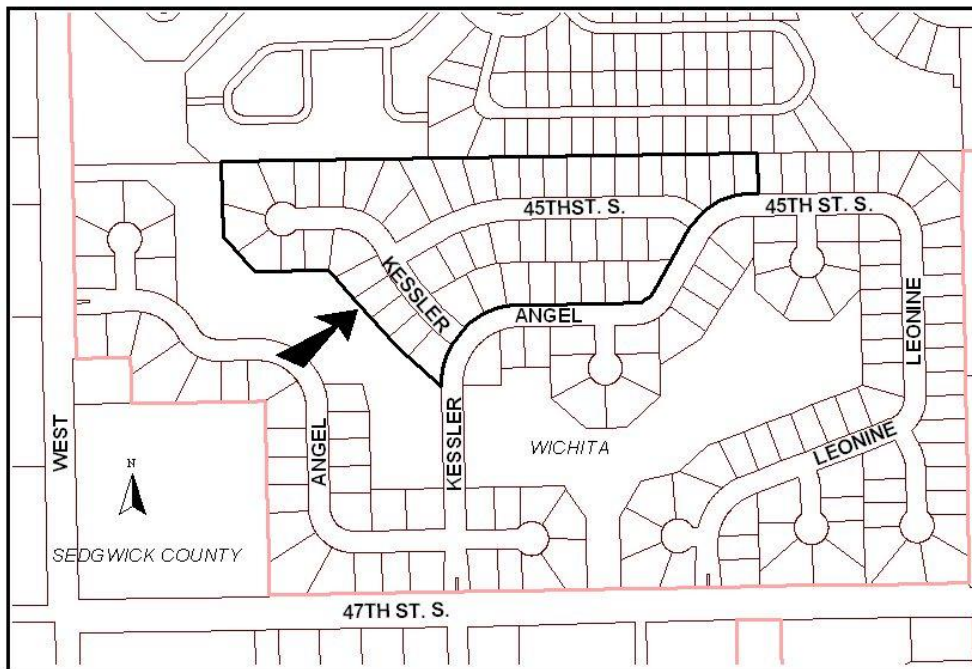 45THST. S.
45TH ST. S.
KESSLER
ANGEL
LEONINE
WEST
ANGEL
KESSLER
WICHITA
LEONINE
N
SEDGWICK COUNTY
47TH ST. S.